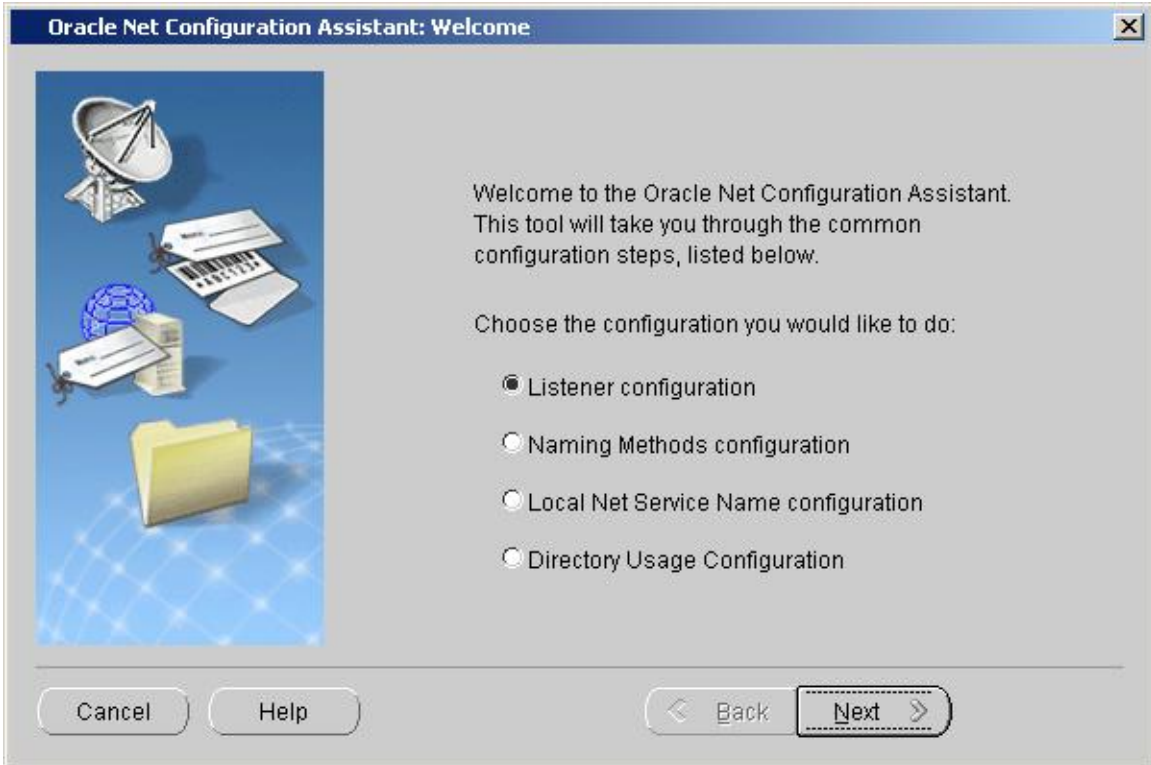 Oracle Net Configuration Assistant: Welcome
Welcome to the Oracle Net Configuration Assistant.
This tool will take you through the common
configuration steps, listed below.
Choose the configuration you would like to do:
Listener configuration
Naming Methods configuration
Local Net Service Name configuration
Directory Usage Configuration
Cancel
Help
Back
Next